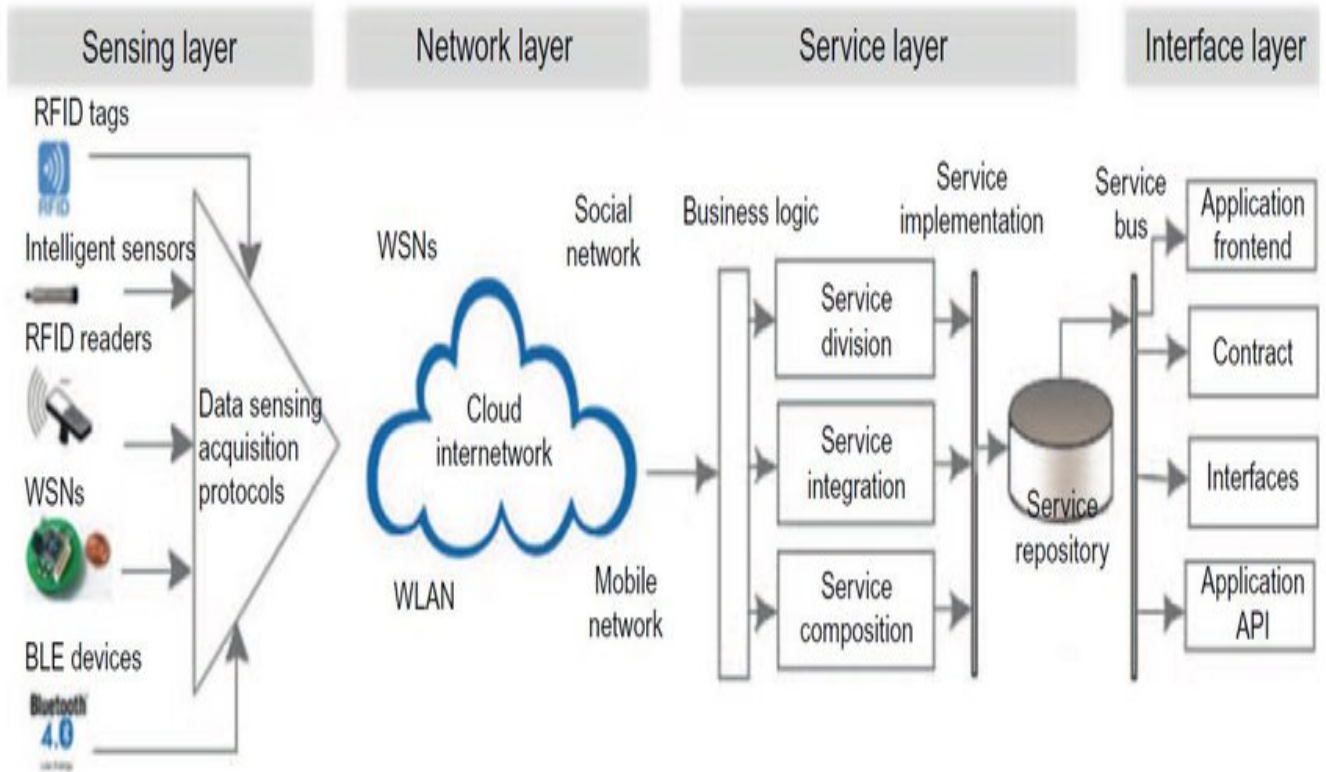 Sensing layer
Network layer
Service layer
Interface layer
RFID tags
RFID
Intelligent sensors
RFID readers
WSNs
BLE devices
Bluetooth
4.0
Data sensing
acquisition
protocols
WSNs
Social
network
Cloud
internetwork
WLAN
Mobile
network
Business logic
Service
division
Service
integration
Service
composition
Service
implementation
Service
repository
Service
bus
Application
frontend
Contract
Interfaces
Application
API